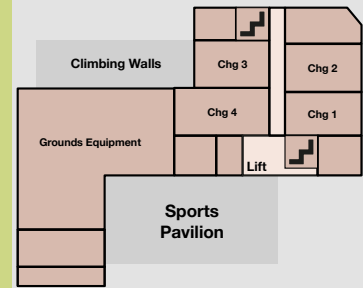 Climbing Walls
Chg 3
Chg 2
Chg 4
Chg 1
Grounds Equipment
Lift
Sports
Pavilion